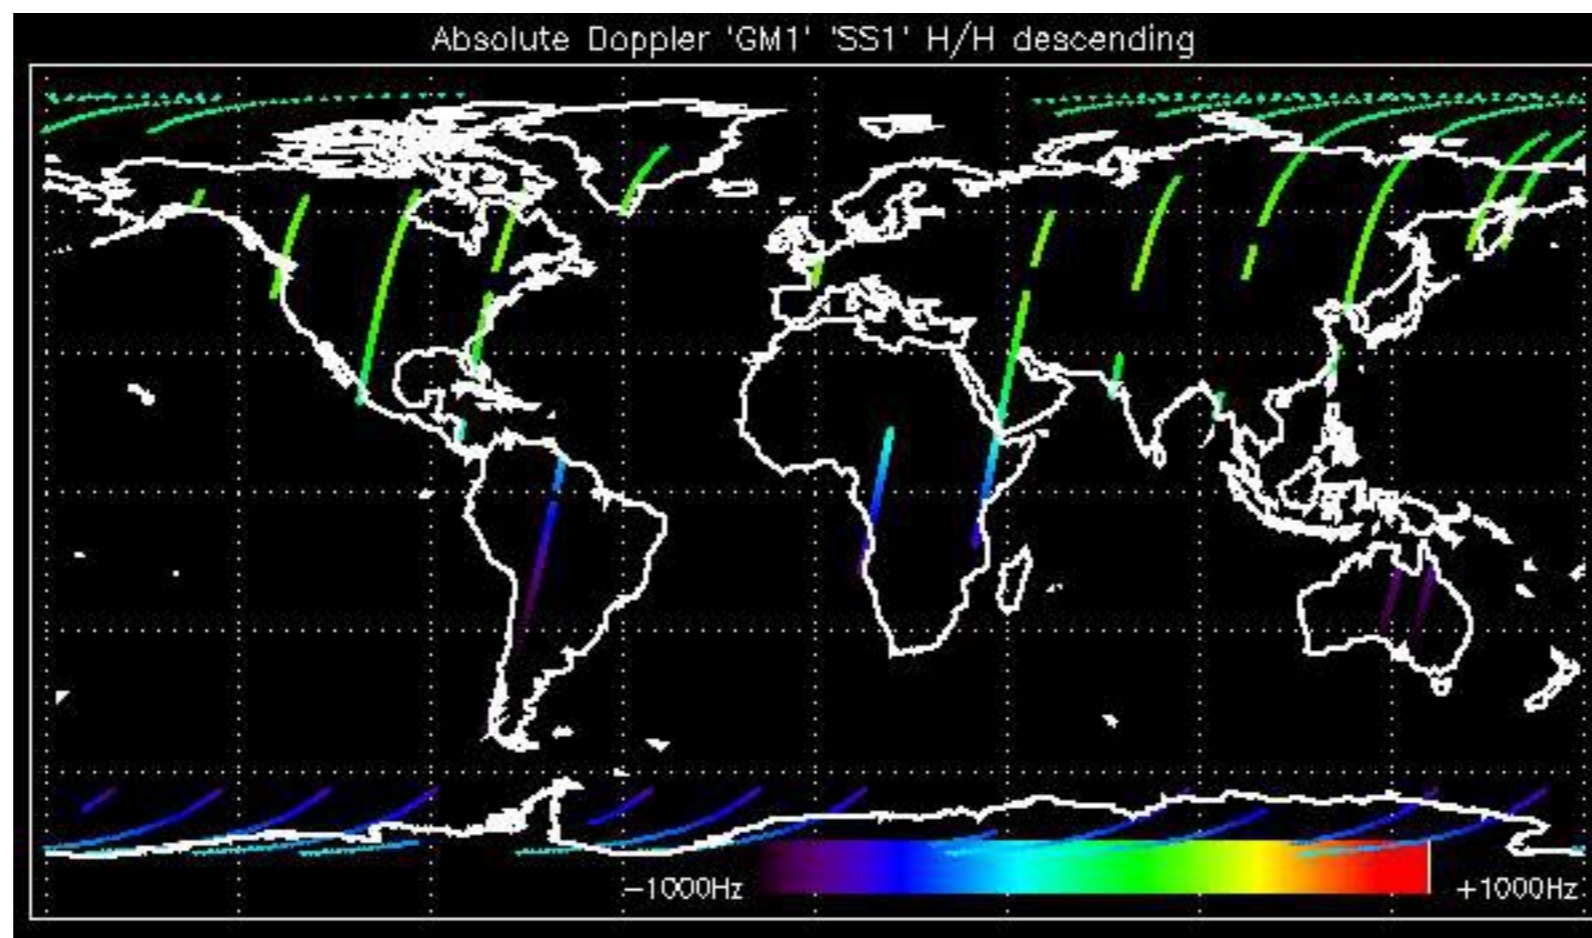 Absolute Doppler 'GM1' 'SS1' H/H descending
-1000Hz
+1000Hz